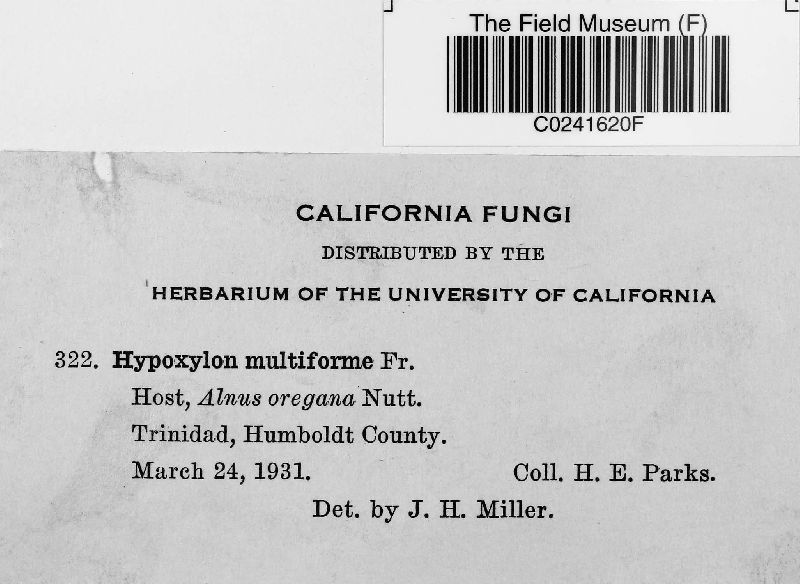 The Field Museum (F)
C0241620F
CALIFORNIA FUNGI
DISTRIBUTED BY THE
HERBARIUM OF THE UNIVERSITY OF CALIFORNIA
322. Hypoxylon multiforme Fr.
Host, Alnus oregana Nutt.
Trinidad, Humboldt County.
March 24, 1931. Coll. H. E. Parks.
Det. by J. H. Miller.